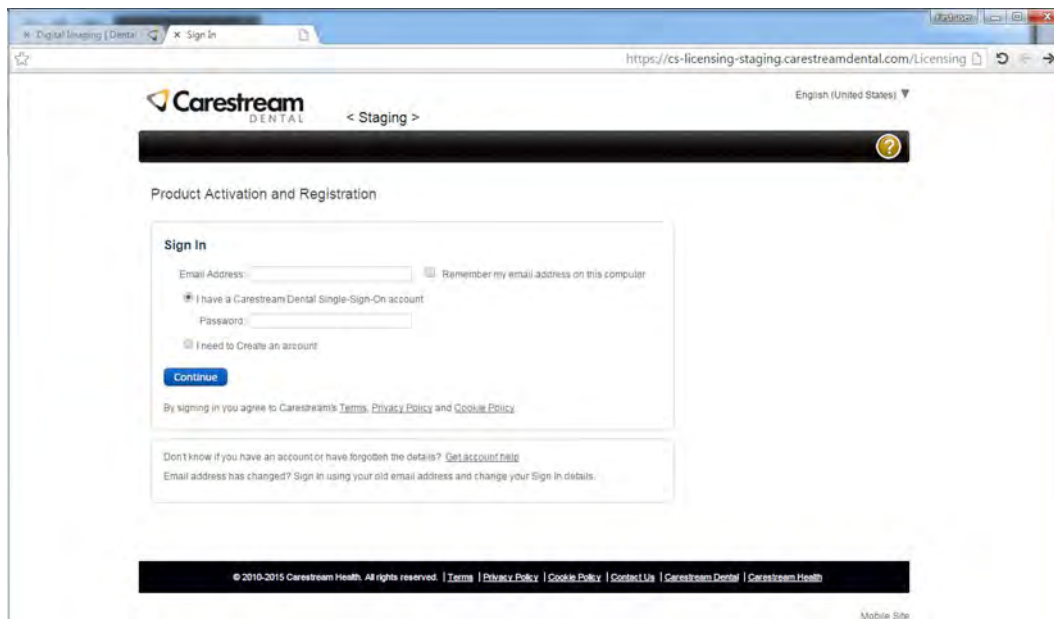 Digital Imaging | Dental
Sign In
https://cs-licensing-staging.carestreamdental.com/Licensing
Carestream
DENTAL
< Staging >
English (United States)
?
Product Activation and Registration
Sign In
Email Address:
Remember my email address on this computer
I have a Carestream Dental Single-Sign-On account
Password:
I need to Create an account
Continue
By signing in you agree to Carestream's Terms, Privacy Policy and Cookie Policy
Don't know if you have an account or have forgotten the details? Get account help
Email address has changed? Sign in using your old email address and change your Sign In details.
© 2010-2015 Carestream Health. All rights reserved. | Terms | Privacy Policy | Cookie Policy | Contact Us | Carestream Dental | Carestream Health
Mobile Site